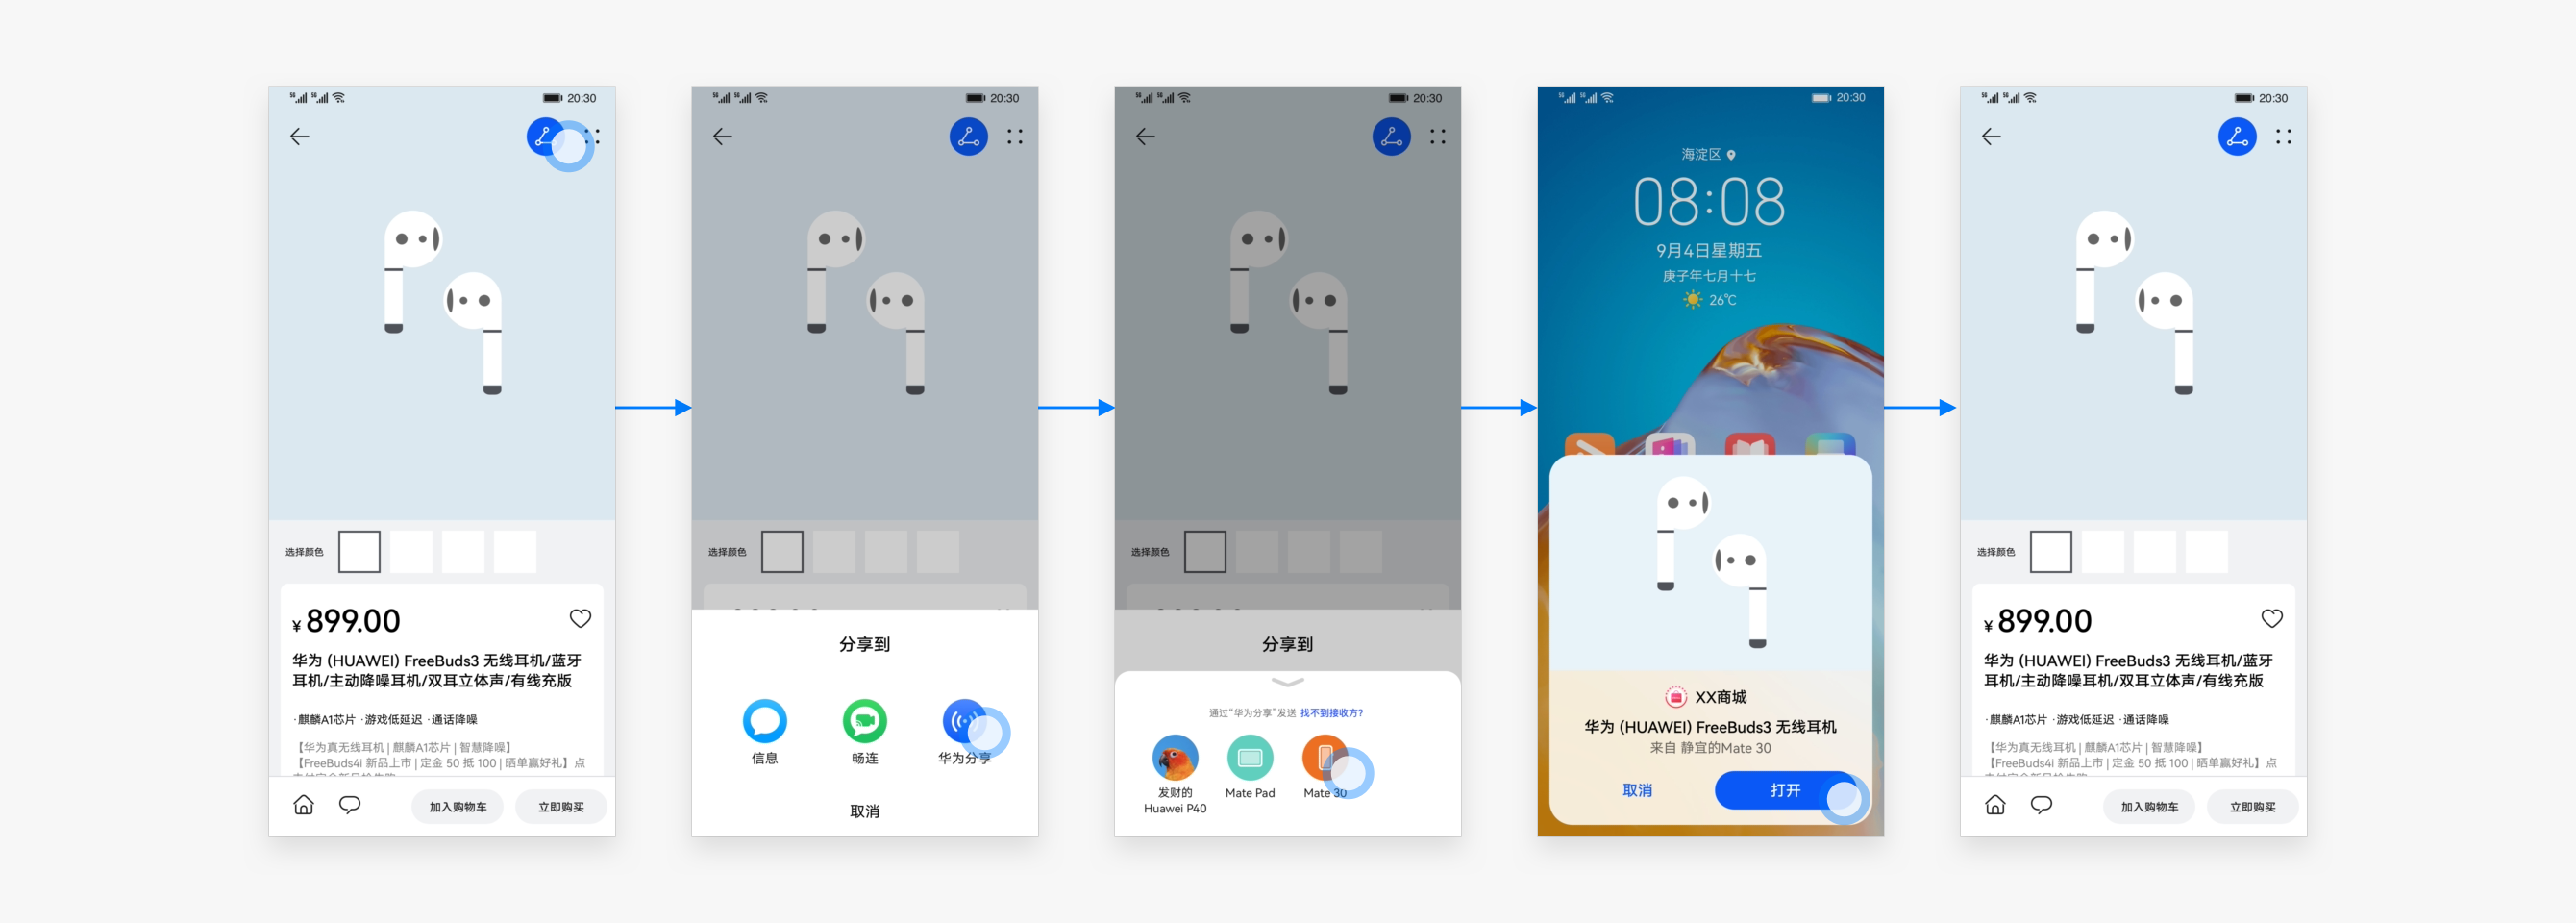 5G 5G 20:30
选择颜色
¥ 899.00
华为 (HUAWEI) FreeBuds3 无线耳机/蓝牙
耳机/主动降噪耳机/双耳立体声/有线充版
·麒麟A1芯片 ·游戏低延迟 ·通话降噪
【华为真无线耳机 | 麒麟A1芯片 | 智慧降噪】
【FreeBuds4i 新品上市 | 定金 50 抵 100 | 晒单赢好礼】点
加入购物车 立即购买
5G 5G 20:30
选择颜色
分享到
信息 畅连 华为分享
取消
5G 5G 20:30
选择颜色
分享到
通过“华为分享”发送 找不到接收方?
发财的
Huawei P40
Mate Pad
Mate 30
5G 5G 20:30
海淀区
08:08
9月4日星期五
庚子年七月十七
26℃
XX商城
华为 (HUAWEI) FreeBuds3 无线耳机
来自 静宜的Mate 30
取消 打开
5G 5G 20:30
选择颜色
¥ 899.00
华为 (HUAWEI) FreeBuds3 无线耳机/蓝牙
耳机/主动降噪耳机/双耳立体声/有线充版
·麒麟A1芯片 ·游戏低延迟 ·通话降噪
【华为真无线耳机 | 麒麟A1芯片 | 智慧降噪】
【FreeBuds4i 新品上市 | 定金 50 抵 100 | 晒单赢好礼】点
加入购物车 立即购买